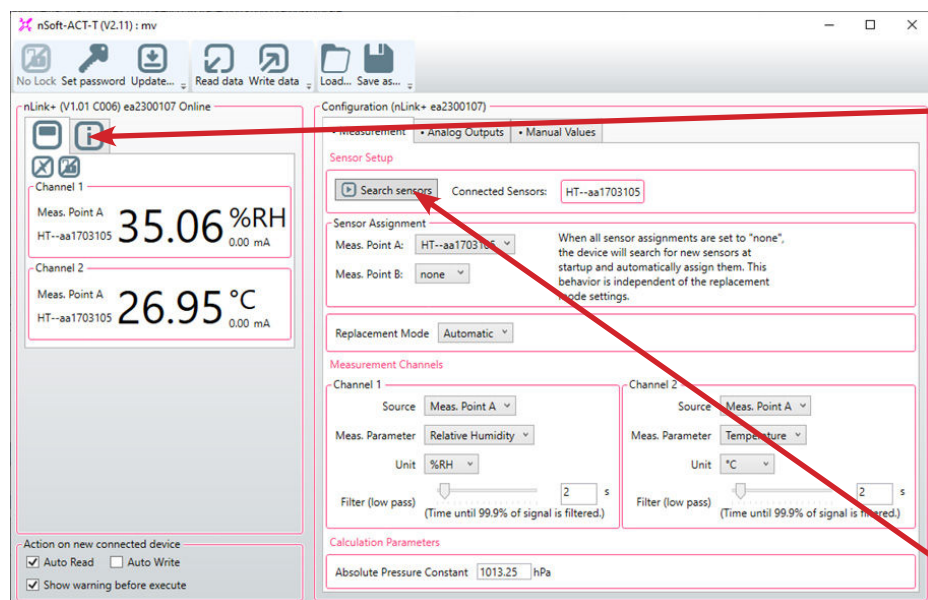 nSoft-ACT-T (V2.11) : mv
No Lock Set password Update... Read data Write data Load... Save as...
nLink+ (V1.01 C006) ea2300107 Online
Channel 1
Meas. Point A
HT--aa1703105
35.06 %RH
0.00 mA
Channel 2
Meas. Point A
HT--aa1703105
26.95 °C
0.00 mA
Action on new connected device
Auto Read Auto Write
Show warning before execute
Configuration (nLink+ ea2300107)
• Measurement • Analog Outputs • Manual Values
Sensor Setup
Search sensors Connected Sensors: HT--aa1703105
Sensor Assignment
Meas. Point A: HT--aa1703105
Meas. Point B: none
When all sensor assignments are set to "none",
the device will search for new sensors at
startup and automatically assign them. This
behavior is independent of the replacement
mode settings.
Replacement Mode Automatic
Measurement Channels
Channel 1
Source Meas. Point A
Meas. Parameter Relative Humidity
Unit %RH
Filter (low pass) 2 s
(Time until 99.9% of signal is filtered.)
Channel 2
Source Meas. Point A
Meas. Parameter Temperature
Unit °C
Filter (low pass) 2 s
(Time until 99.9% of signal is filtered.)
Calculation Parameters
Absolute Pressure Constant 1013.25 hPa